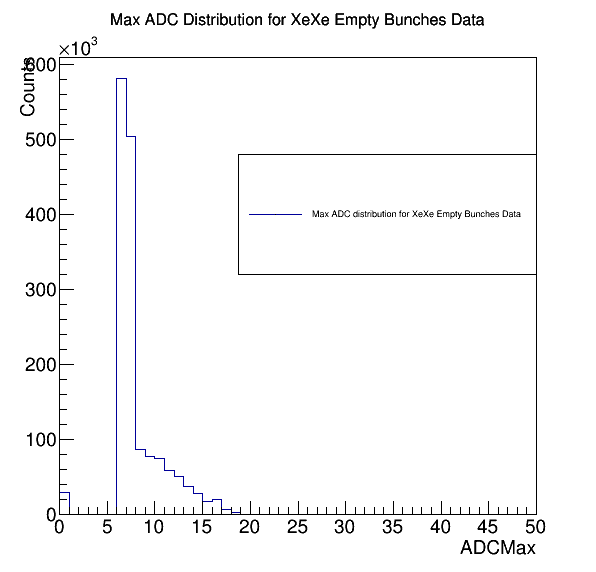 Max ADC Distribution for XeXe Empty Bunches Data
×10³
Counts
600
500
400
300
200
100
0
Max ADC distribution for XeXe Empty Bunches Data
0 5 10 15 20 25 30 35 40 45 50
ADCMax